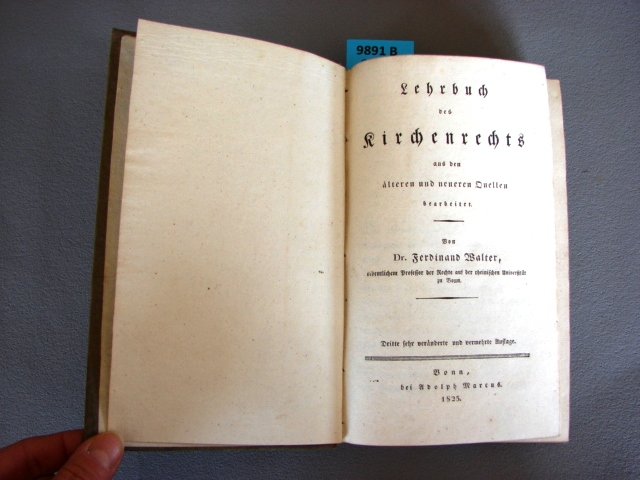 9891 B
Lehrbuch
des
Kirchenrechts
aus den
älteren und neueren Quellen
bearbeitet.
Von
Dr. Ferdinand Walter,
ordentlichem Professor der Rechte auf der rheinischen Universität
zu Bonn.
Dritte sehr veränderte und vermehrte Auflage.
Bonn,
bei Adolph Marcus.
1825.